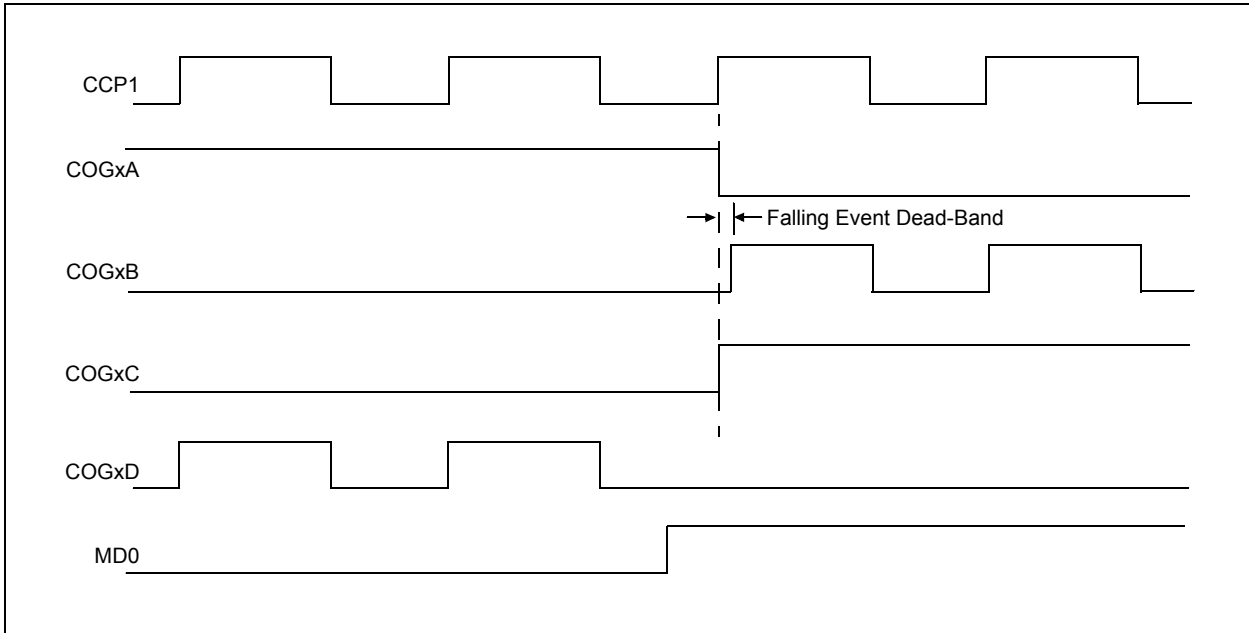 CCP1
COGxA
Falling Event Dead-Band
COGxB
COGxC
COGxD
MD0